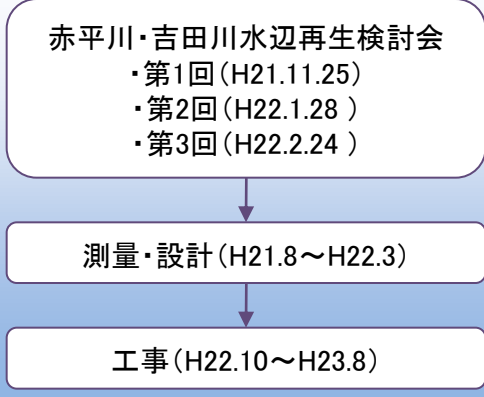 赤平川・吉田川水辺再生検討会
・第1回（H21.11.25）
・第2回（H22.1.28 ）
・第3回（H22.2.24 ）
測量・設計（H21.8～H22.3）
工事（H22.10～H23.8）